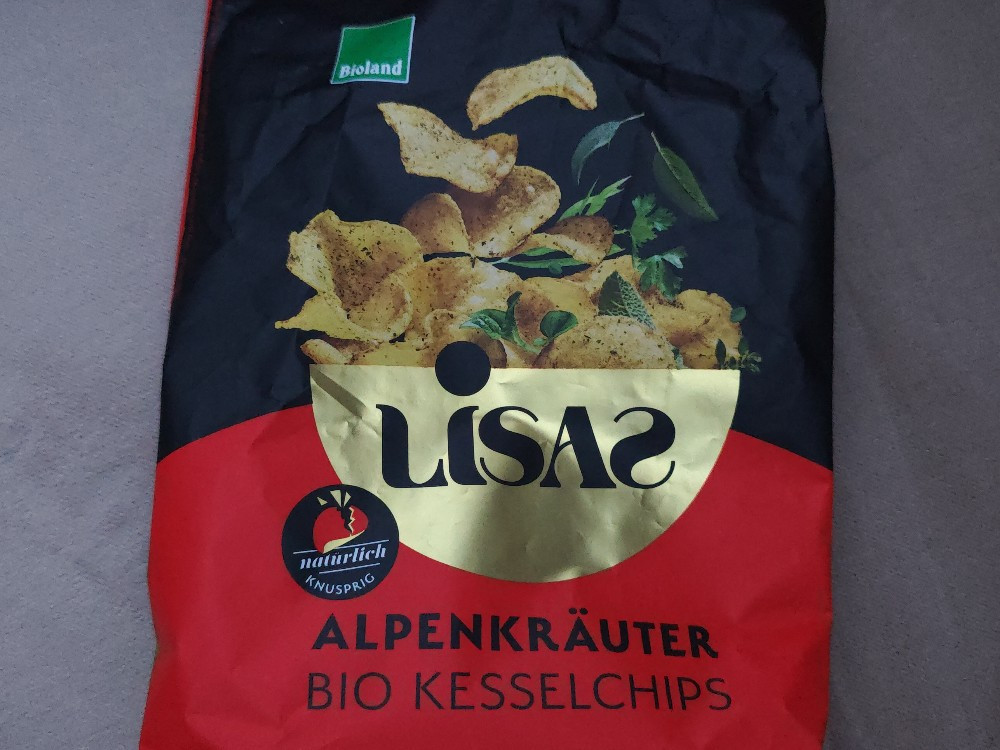 Bioland
LiSAS
natürlich
KNUSPRIG
ALPENKRÄUTER
BIO KESSELCHIPS